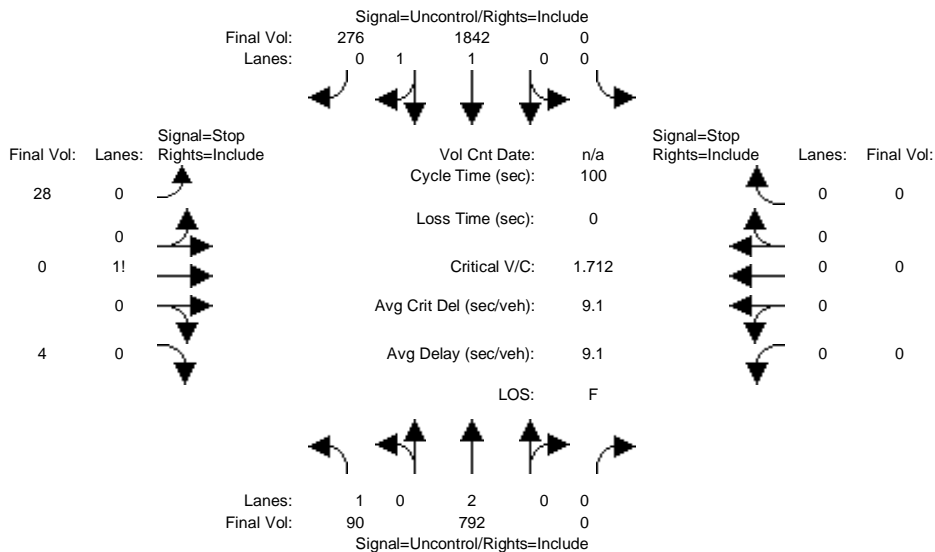 Signal=Uncontrol/Rights=Include
Final Vol: 276 1842 0
Lanes: 0 1 1 0 0
Signal=Stop Signal=Stop
Final Vol: Lanes: Rights=Include Vol Cnt Date: n/a Rights=Include Lanes: Final Vol:
Cycle Time (sec): 100
28 0 0 0
Loss Time (sec): 0
0 0
0 1! Critical V/C: 1.712 0 0
0 Avg Crit Del (sec/veh): 9.1 0
4 0 Avg Delay (sec/veh): 9.1 0 0
LOS: F
Lanes: 1 0 2 0 0
Final Vol: 90 792 0
Signal=Uncontrol/Rights=Include